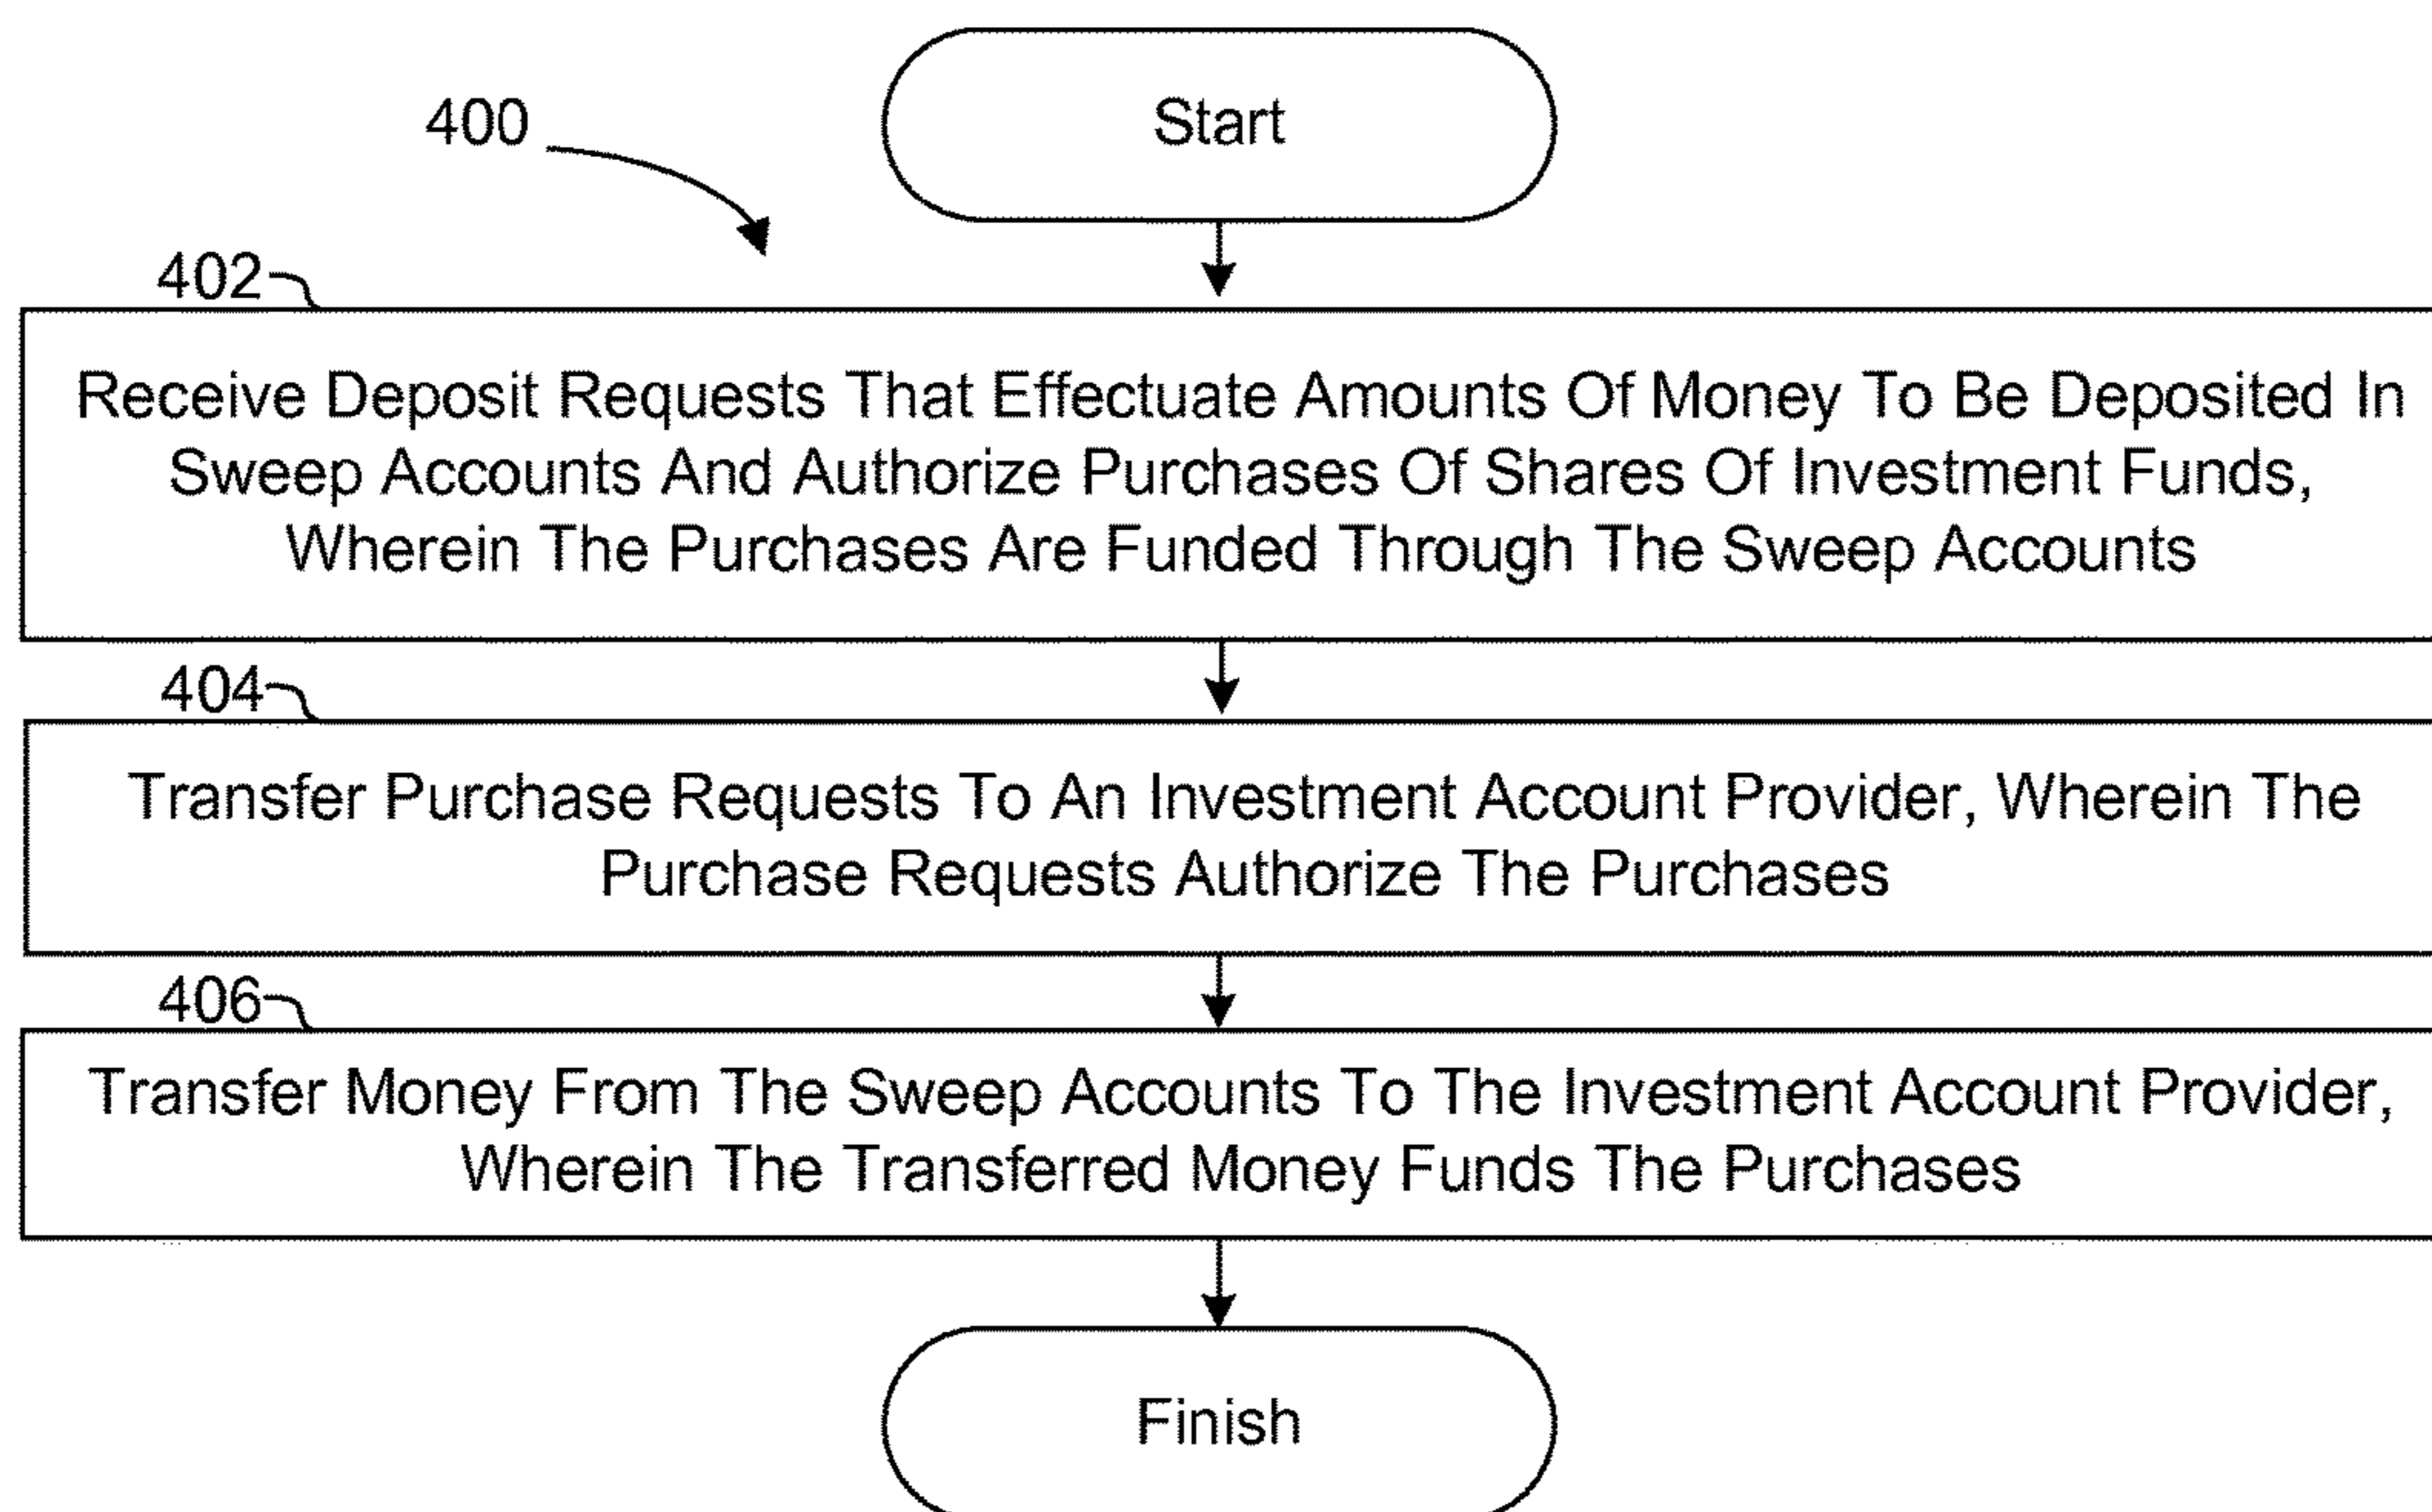 Start
400
402
Receive Deposit Requests That Effectuate Amounts Of Money To Be Deposited In
Sweep Accounts And Authorize Purchases Of Shares Of Investment Funds,
Wherein The Purchases Are Funded Through The Sweep Accounts
404
Transfer Purchase Requests To An Investment Account Provider, Wherein The
Purchase Requests Authorize The Purchases
406
Transfer Money From The Sweep Accounts To The Investment Account Provider,
Wherein The Transferred Money Funds The Purchases
Finish